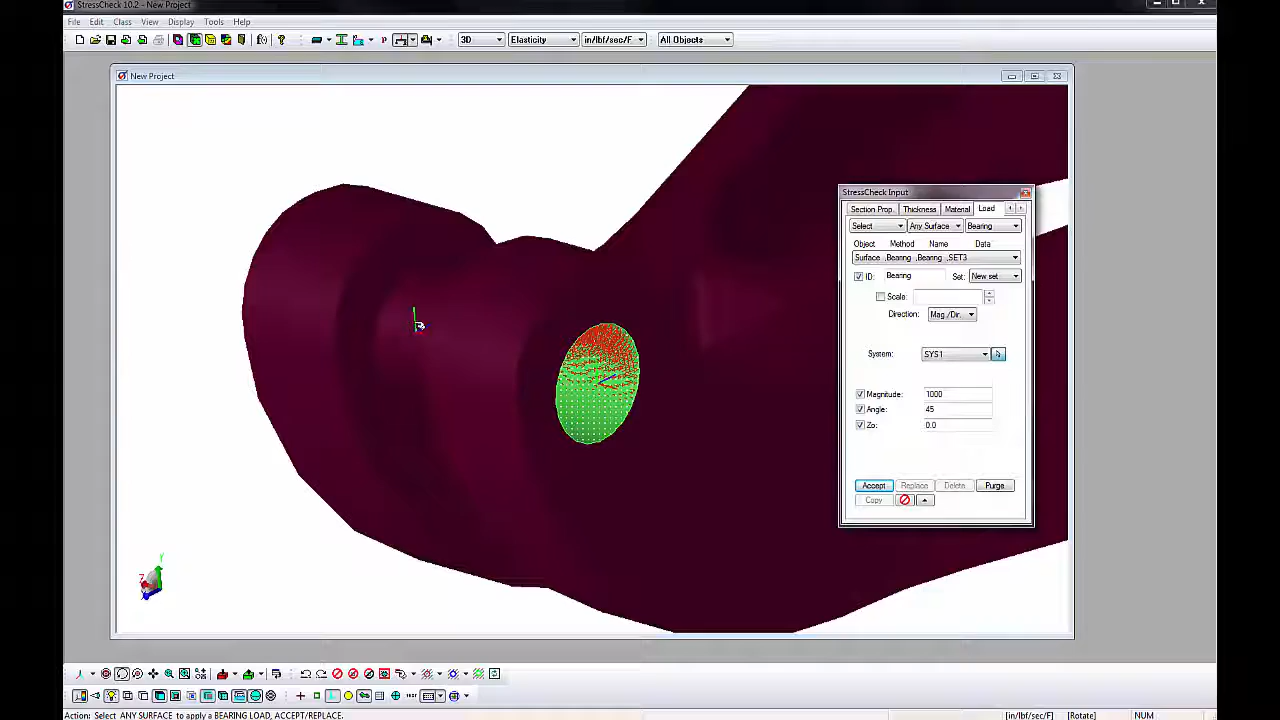 StressCheck 10.2 - New Project
File Edit Class View Display Tools Help
3D Elasticity in/lbf/sec/F All Objects
New Project
StressCheck Input
Section Prop. Thickness Material Load
Select Any Surface Bearing
Object Method Name Data
Surface ,Bearing ,Bearing ,SET3
ID: Bearing Set: New set
Scale:
Direction: Mag./Dir.
System: SYS1
Magnitude: 1000
Angle: 45
Zo: 0.0
Accept Replace Delete Purge
Copy
Y
Z
Action: Select ANY SURFACE to apply a BEARING LOAD, ACCEPT/REPLACE. [in/lbf/sec/F] [Rotate] NUM